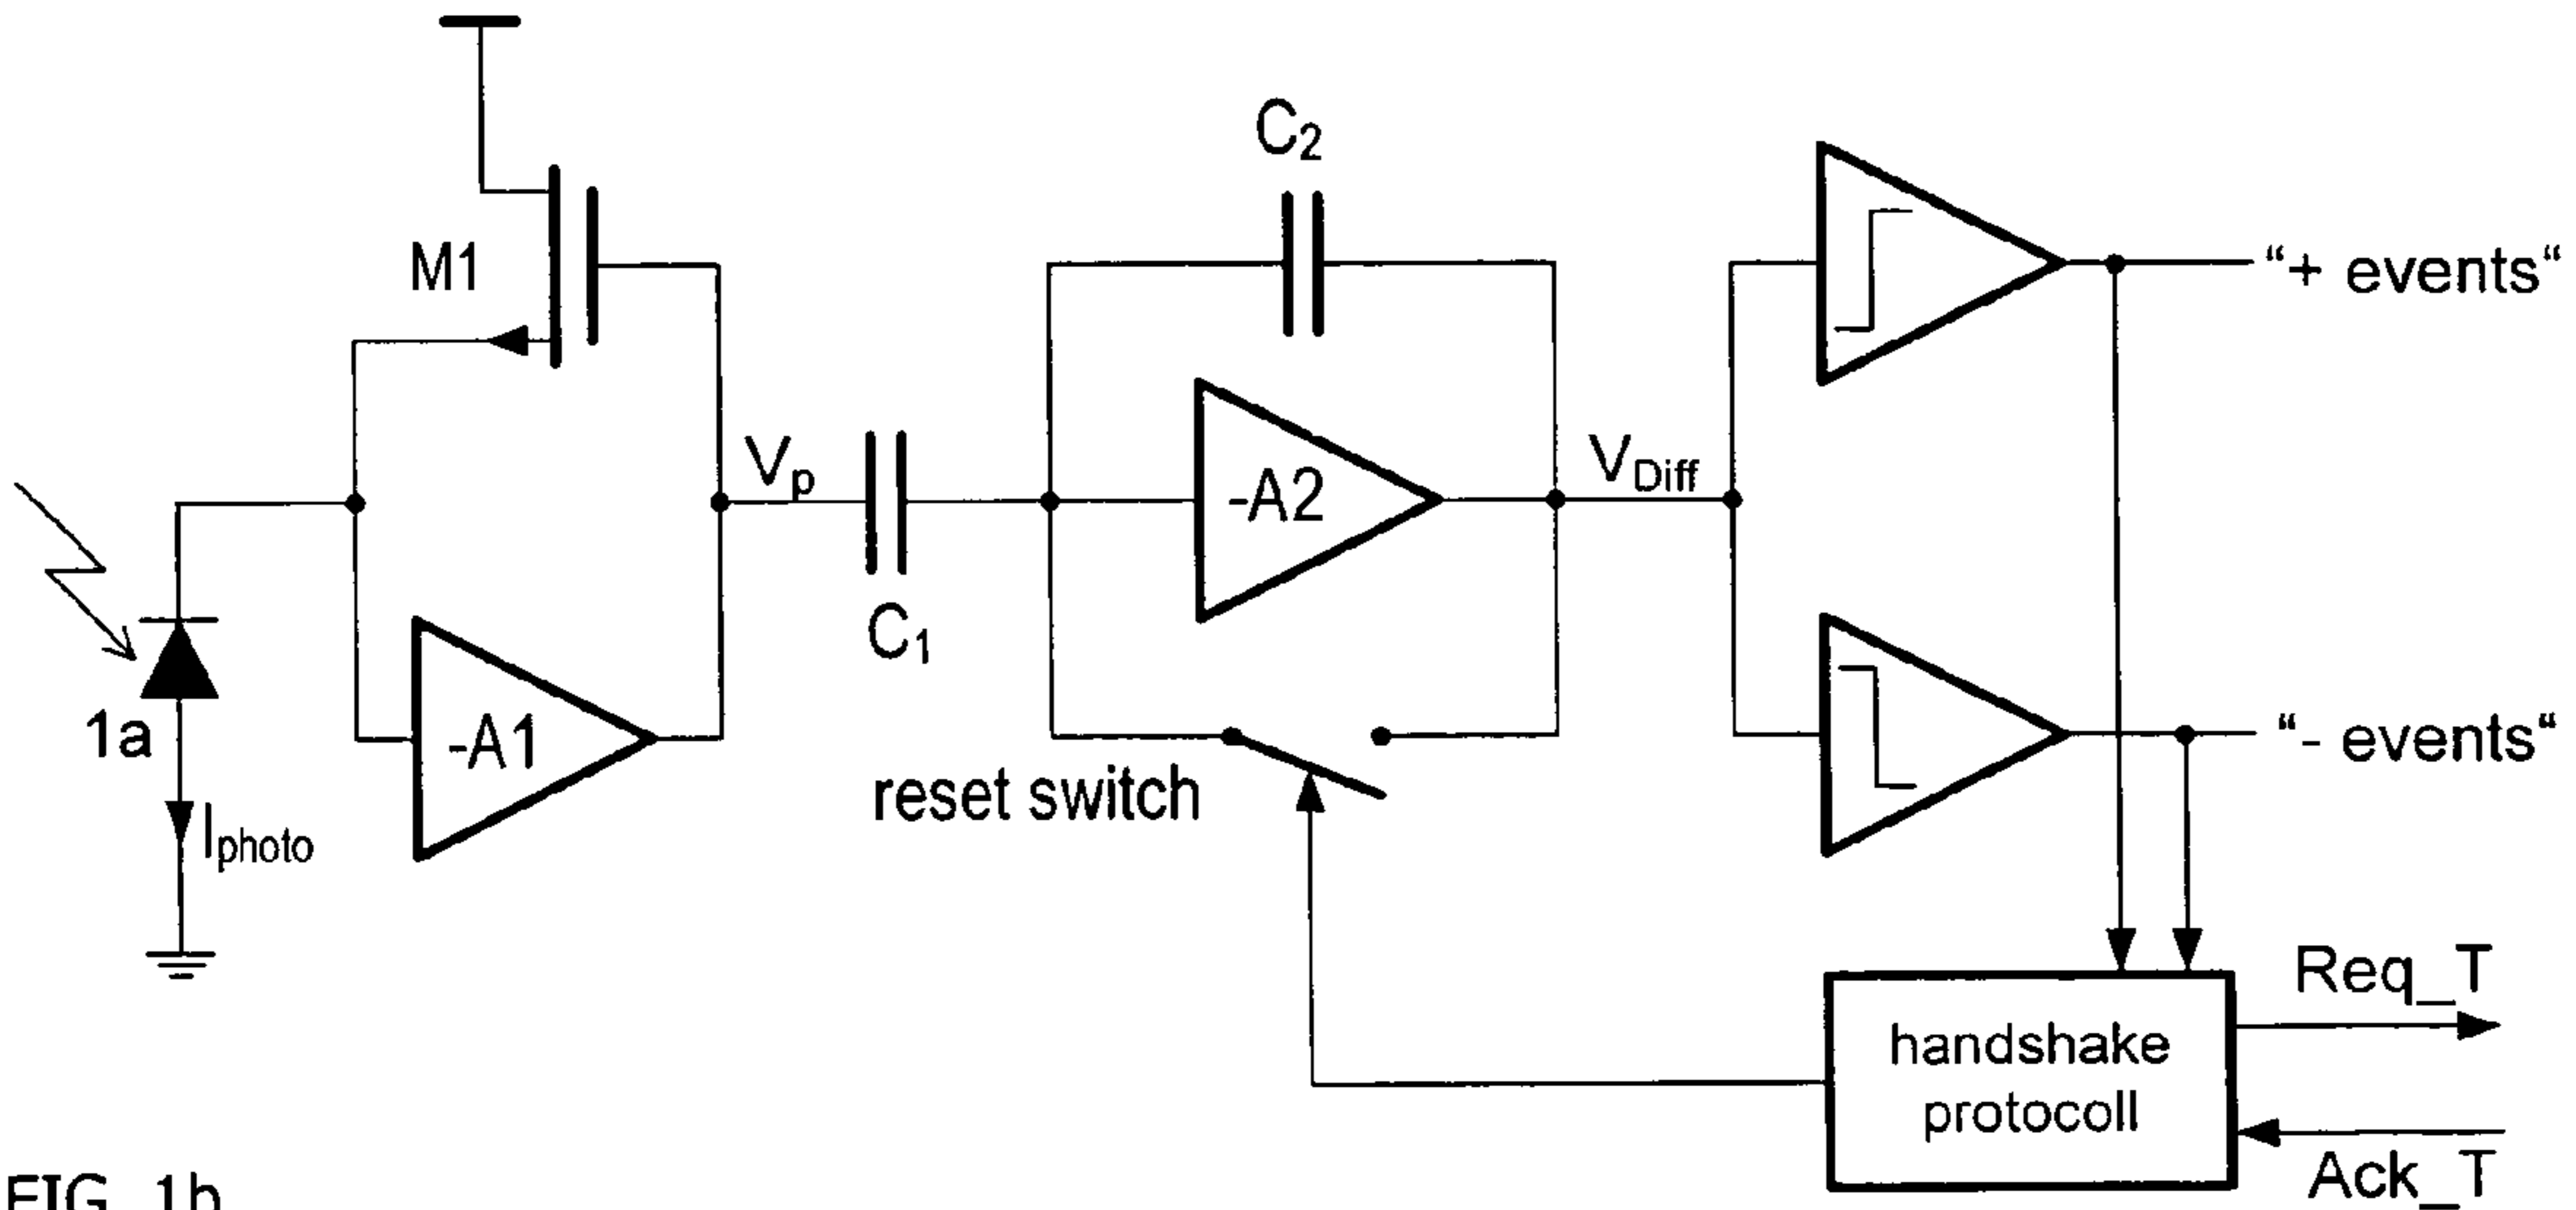 C2
M1
“+ events“
Vp
VDiff
-A2
C1
1a
-A1
“- events“
reset switch
Iphoto
Req_T
handshake
protocoll
Ack_T
FIG. 1b